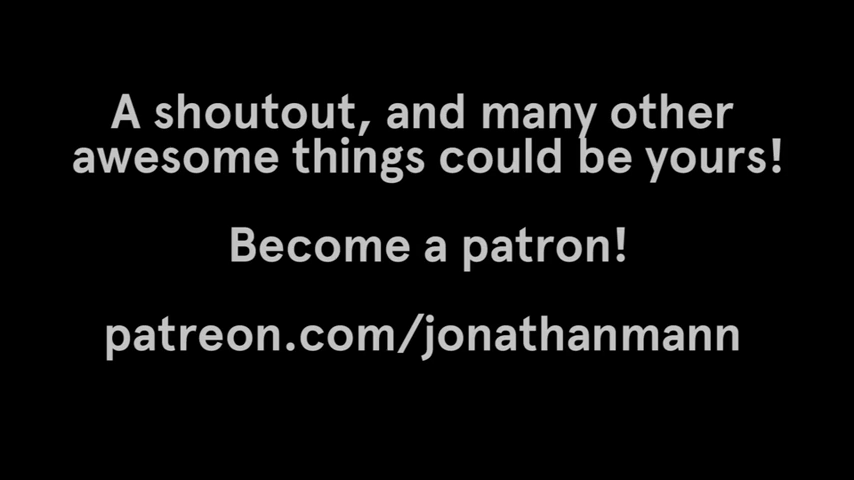 A shoutout, and many other
awesome things could be yours!
Become a patron!
patreon.com/jonathanmann